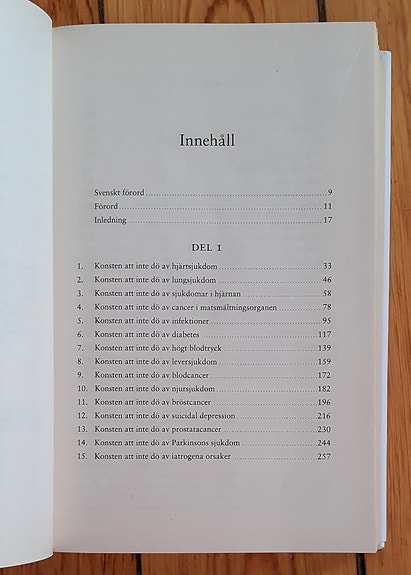 Innehåll
Svenskt förord 9
Förord 11
Inledning 17
DEL I
1. Konsten att inte dö av hjärtsjukdom 33
2. Konsten att inte dö av lungsjukdom 46
3. Konsten att inte dö av sjukdomar i hjärnan 58
4. Konsten att inte dö av cancer i matsmältningsorganen 78
5. Konsten att inte dö av infektioner 95
6. Konsten att inte dö av diabetes 117
7. Konsten att inte dö av högt blodtryck 139
8. Konsten att inte dö av leversjukdom 159
9. Konsten att inte dö av blodcancer 172
10. Konsten att inte dö av njursjukdom 182
11. Konsten att inte dö av bröstcancer 196
12. Konsten att inte dö av suicidal depression 216
13. Konsten att inte dö av prostatacancer 230
14. Konsten att inte dö av Parkinsons sjukdom 244
15. Konsten att inte dö av iatrogena orsaker 257